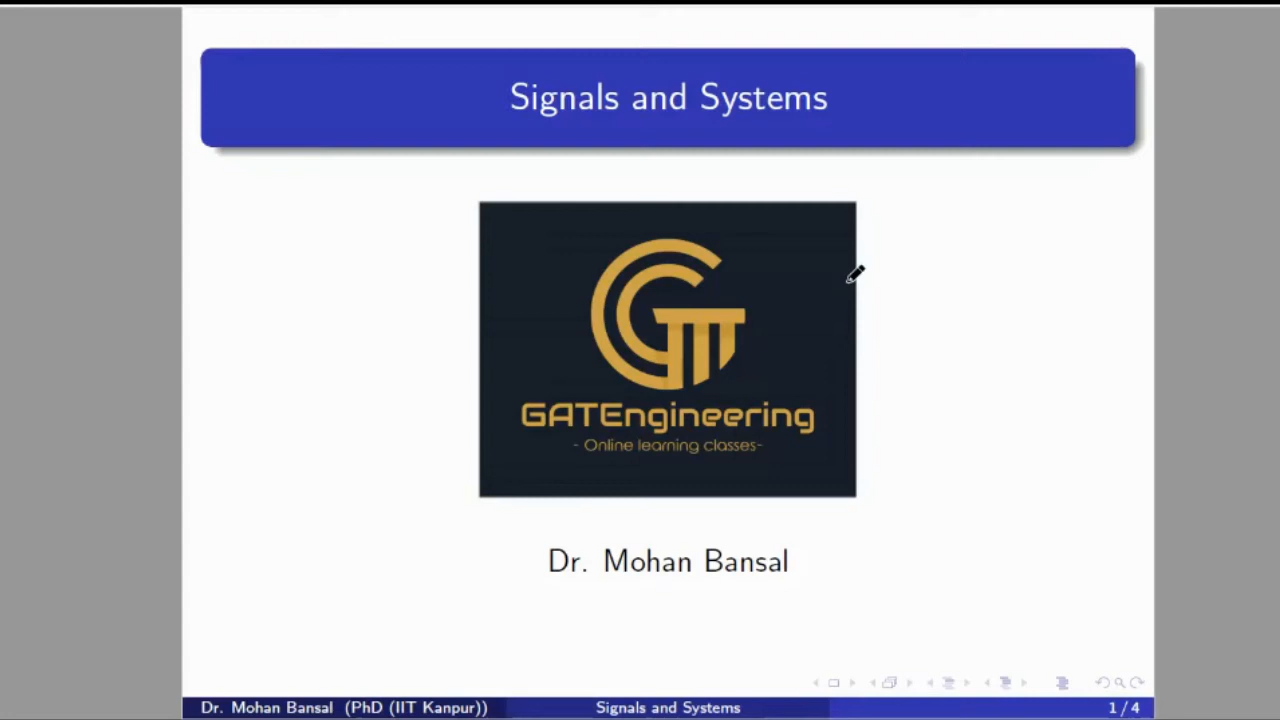 Signals and Systems
GATEngineering
- Online learning classes-
Dr. Mohan Bansal
Dr. Mohan Bansal (PhD (IIT Kanpur))
Signals and Systems
1 / 4